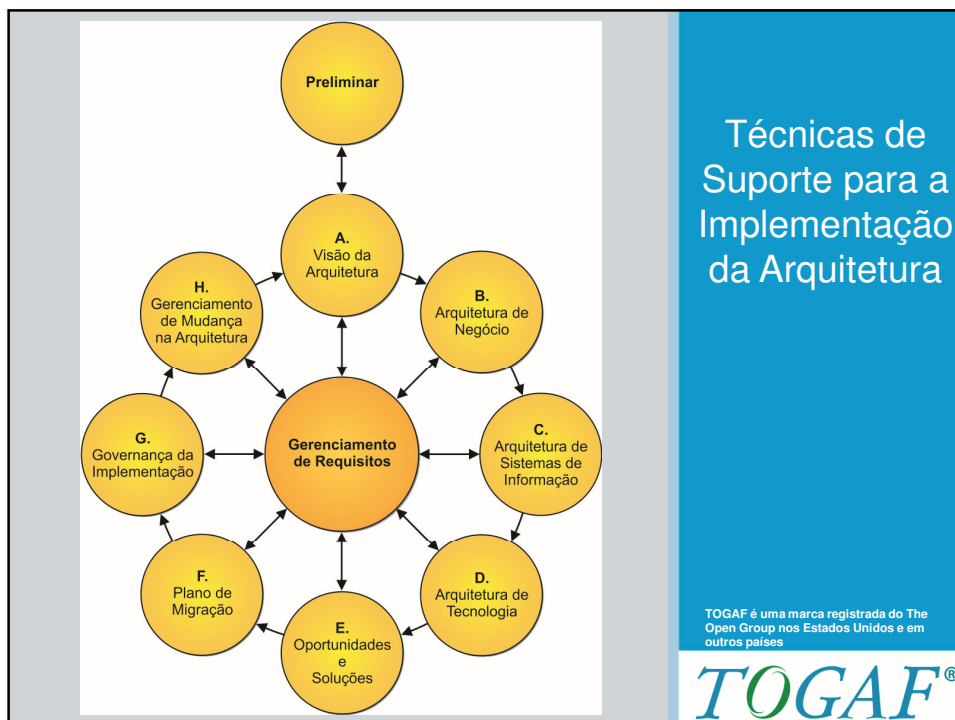 Preliminar
A.
Visão da
Arquitetura
H.
Gerenciamento
de Mudança
na Arquitetura
B.
Arquitetura de
Negócio
G.
Governança da
Implementação
Gerenciamento
de Requisitos
C.
Arquitetura de
Sistemas de
Informação
F.
Plano de
Migração
D.
Arquitetura de
Tecnologia
E.
Oportunidades
e
Soluções
Técnicas de
Suporte para a
Implementação
da Arquitetura
TOGAF é uma marca registrada do The
Open Group nos Estados Unidos e em
outros países
TOGAF®